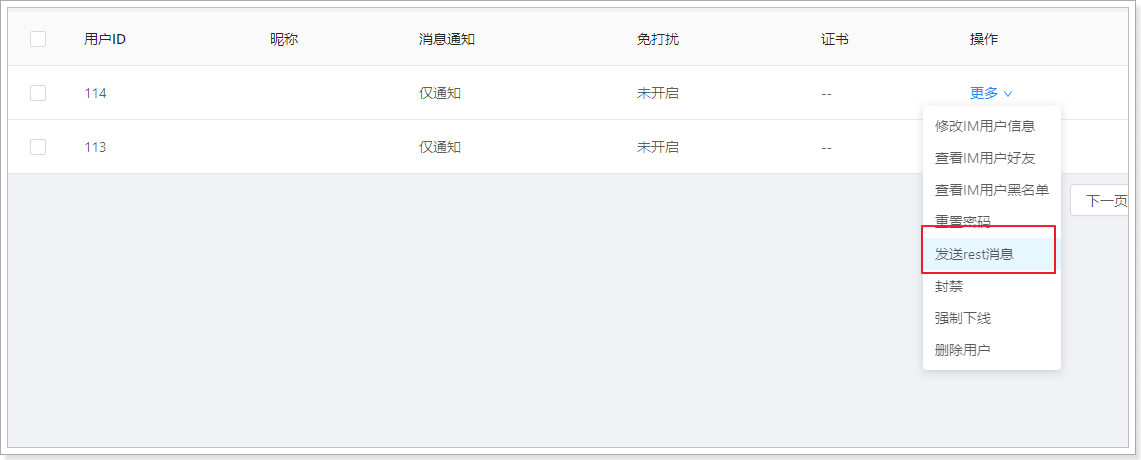 用户ID 昵称 消息通知 免打扰 证书 操作
114 仅通知 未开启 -- 更多
113 仅通知 未开启 --
修改IM用户信息
查看IM用户好友
查看IM用户黑名单
重置密码
发送rest消息
封禁
强制下线
删除用户
下一页